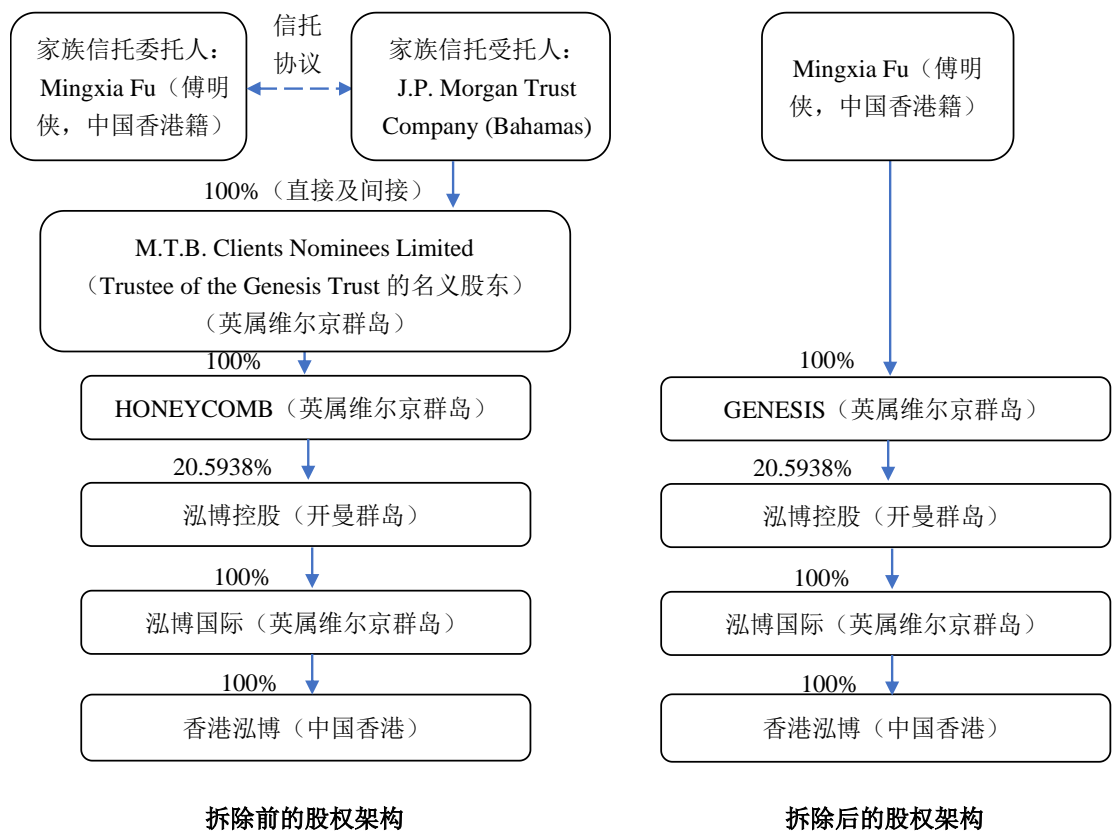 家族信托委托人：
Mingxia Fu（傅明
侠，中国香港籍）
信托
协议
家族信托受托人：
J.P. Morgan Trust
Company (Bahamas)
100%（直接及间接）
M.T.B. Clients Nominees Limited
（Trustee of the Genesis Trust 的名义股东）
（英属维尔京群岛）
100%
HONEYCOMB（英属维尔京群岛）
20.5938%
泓博控股（开曼群岛）
100%
泓博国际（英属维尔京群岛）
100%
香港泓博（中国香港）
拆除前的股权架构
Mingxia Fu（傅明
侠，中国香港籍）
100%
GENESIS（英属维尔京群岛）
20.5938%
泓博控股（开曼群岛）
100%
泓博国际（英属维尔京群岛）
100%
香港泓博（中国香港）
拆除后的股权架构